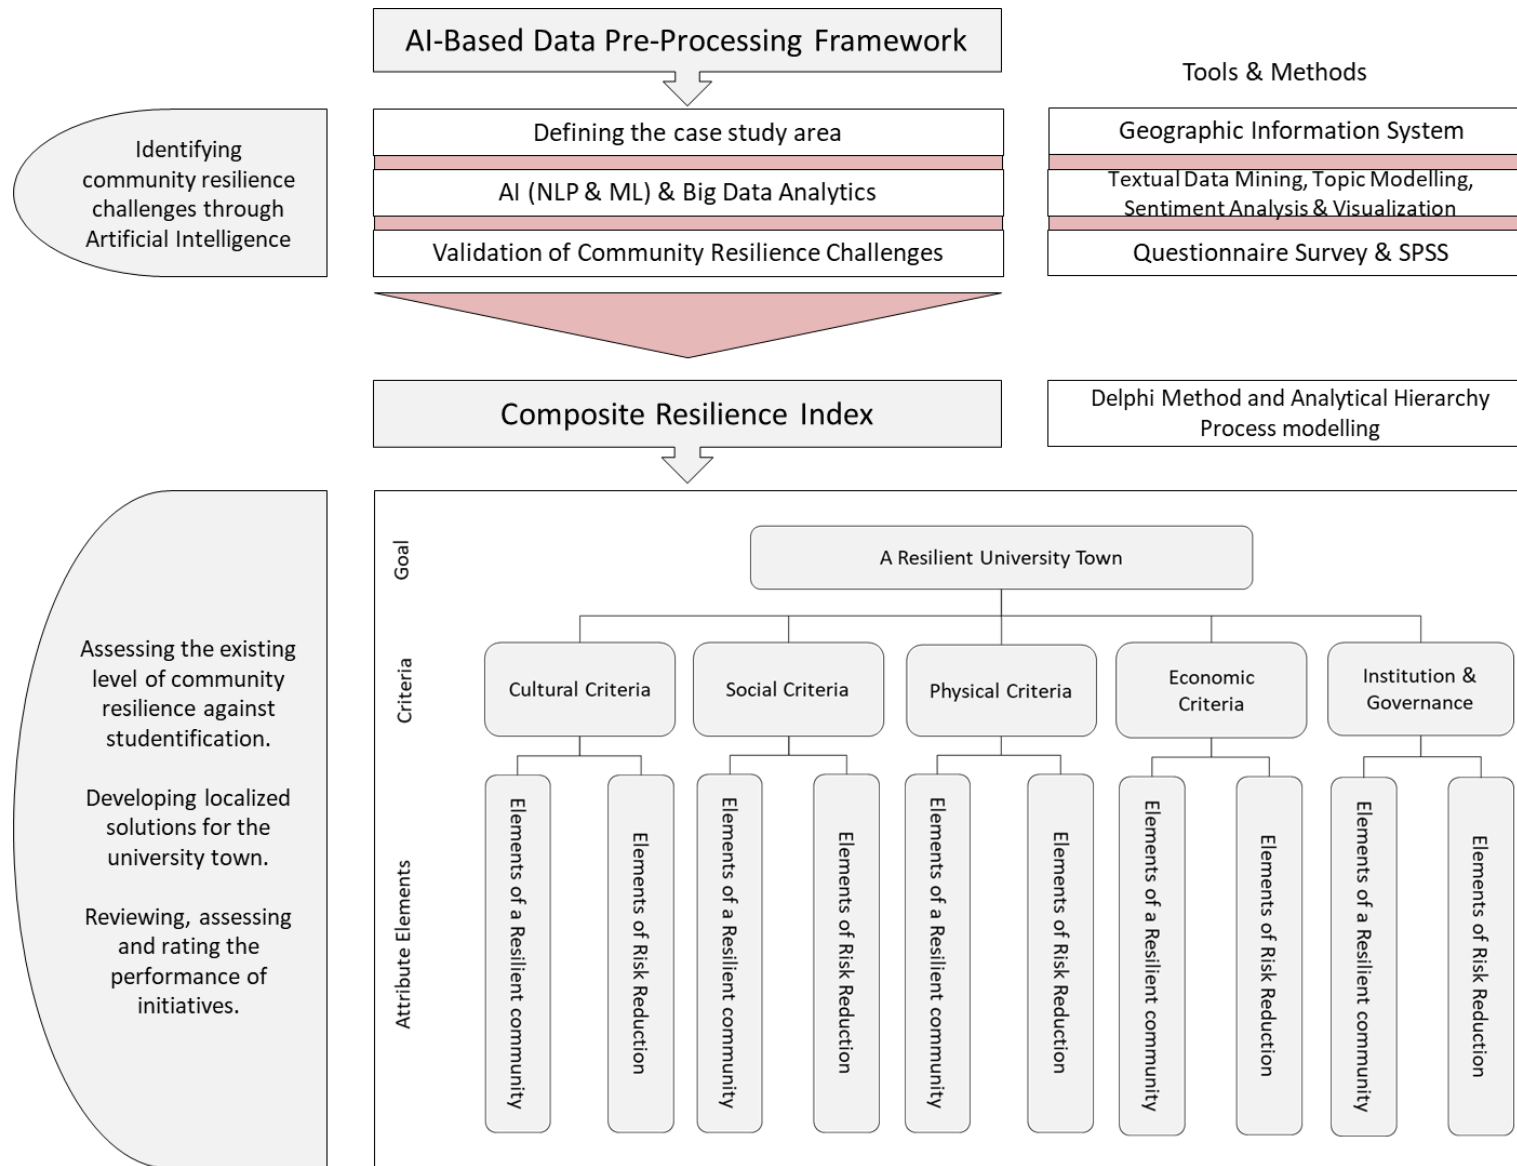 AI-Based Data Pre-Processing Framework
Tools & Methods
Identifying
community resilience
challenges through
Artificial Intelligence
Defining the case study area
Geographic Information System
AI (NLP & ML) & Big Data Analytics
Textual Data Mining, Topic Modelling,
Sentiment Analysis & Visualization
Validation of Community Resilience Challenges
Questionnaire Survey & SPSS
Composite Resilience Index
Delphi Method and Analytical Hierarchy
Process modelling
Assessing the existing
level of community
resilience against
studentification.
Developing localized
solutions for the
university town.
Reviewing, assessing
and rating the
performance of
initiatives.
Goal
A Resilient University Town
Criteria
Cultural Criteria
Social Criteria
Physical Criteria
Economic
Criteria
Institution &
Governance
Attribute Elements
Elements of a Resilient community
Elements of Risk Reduction
Elements of a Resilient community
Elements of Risk Reduction
Elements of a Resilient community
Elements of Risk Reduction
Elements of a Resilient community
Elements of Risk Reduction
Elements of a Resilient community
Elements of Risk Reduction